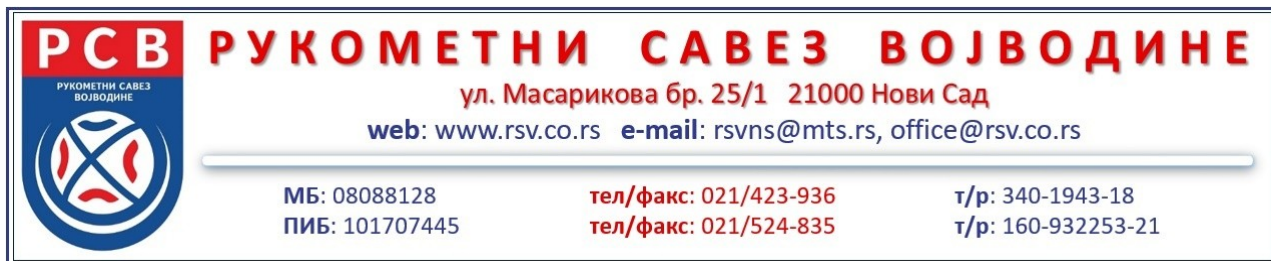 РСВ
РУКОМЕТНИ САВЕЗ
ВОЈВОДИНЕ
РУКОМЕТНИ САВЕЗ ВОЈВОДИНЕ
ул. Масарикова бр. 25/1 21000 Нови Сад
web: www.rsv.co.rs e-mail: rsvns@mts.rs, office@rsv.co.rs
МБ: 08088128 тел/факс: 021/423-936 т/р: 340-1943-18
ПИБ: 101707445 тел/факс: 021/524-835 т/р: 160-932253-21